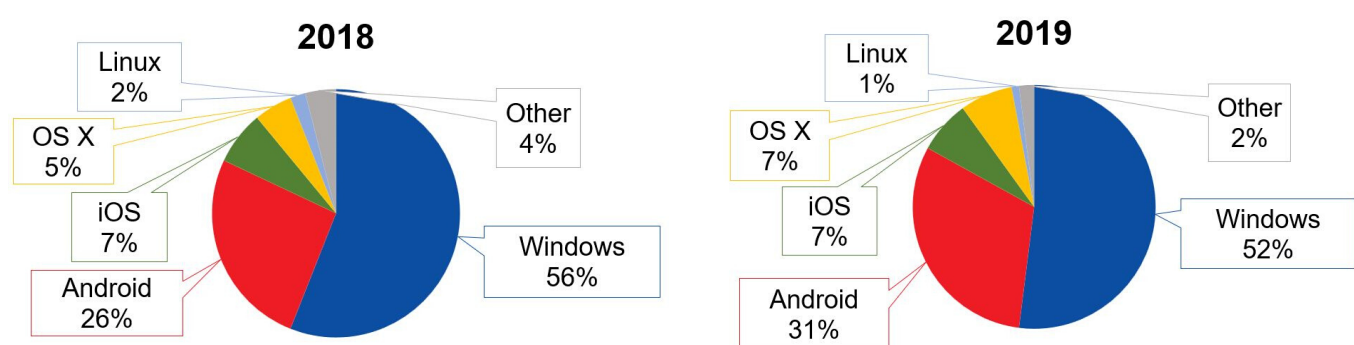 2018
Linux
2%
OS X
5%
iOS
7%
Android
26%
Other
4%
Windows
56%
2019
Linux
1%
OS X
7%
iOS
7%
Android
31%
Other
2%
Windows
52%